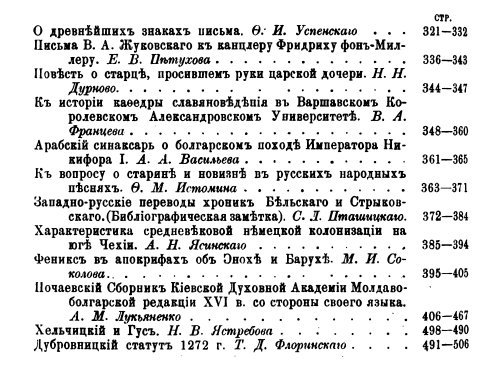 СТР.
О древнѣйшихъ знакахъ письма. Ѳ. И. Успенскаго . . . 321—332
Письма В. А. Жуковскаго къ канцлеру Фридриху фонъ-Мил-
леру. Е. В. Пѣтухова . . . . . . . . . . . . . 336—343
Повѣсть о старцѣ, просившемъ руки царской дочери. Н. Н.
Дурново. . . . . . . . . . . . . . . . . . . 344—347
Къ исторіи каѳедры славяновѣдѣнія въ Варшавскомъ Ко-
ролевскомъ Александровскомъ Университетѣ. В. А.
Францева . . . . . . . . . . . . . . . . . . 348—360
Арабскій синаксарь о болгарскомъ походѣ Императора Ни-
кифора I. А. А. Васильева . . . . . . . . . . . 361—365
Къ вопросу о старинѣ и новизнѣ въ русскихъ народныхъ
пѣсняхъ. Ѳ. М. Истомина . . . . . . . . . . . . 363—371
Западно-русскіе переводы хроникъ Бѣльскаго и Стрыков-
скаго.(Библіографическая замѣтка). С. Л. Пташицкаго. 372—384
Характеристика средневѣковой нѣмецкой колонизаціи на
югѣ Чехіи. А. Н. Ясинскаго . . . . . . . . . . . 385—394
Фениксъ въ апокрифахъ объ Энохѣ и Барухѣ. М. И. Со-
колова. . . . . . . . . . . . . . . . . . . 395—405
Почаевскій Сборникъ Кіевской Духовной Академіи Молдаво-
болгарской редакціи XVI в. со стороны своего языка.
А. М. Лукьяненко . . . . . . . . . . . . . . . 406—467
Хельчицкій и Гусъ. Н. В. Ястребова . . . . . . . . 498—490
Дубровницкій статутъ 1272 г. Т. Д. Флоринскаго . . . . 491—506